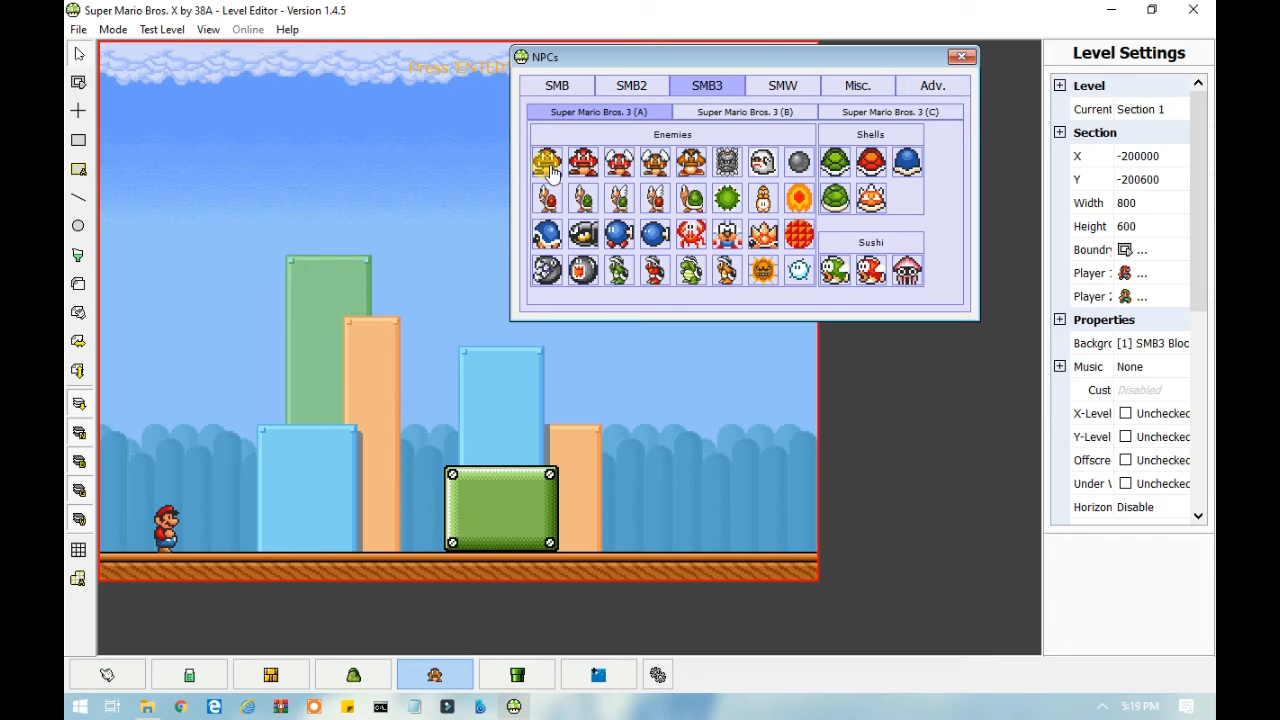 Super Mario Bros. X by 38A - Level Editor - Version 1.4.5
File Mode Test Level View Online Help
Press 'ENTER
NPCs
SMB SMB2 SMB3 SMW Misc. Adv.
Super Mario Bros. 3 (A) Super Mario Bros. 3 (B) Super Mario Bros. 3 (C)
Enemies Shells
Sushi
Level Settings
Level
Current Section 1
Section
X -200000
Y -200600
Width 800
Height 600
Boundry ...
Player 1 ...
Player 2 ...
Properties
Backgro [1] SMB3 Bloc
Music None
Cust Disabled
X-Level Unchecked
Y-Level Unchecked
Offscre Unchecked
Under V Unchecked
Horizon Disable
5:19 PM